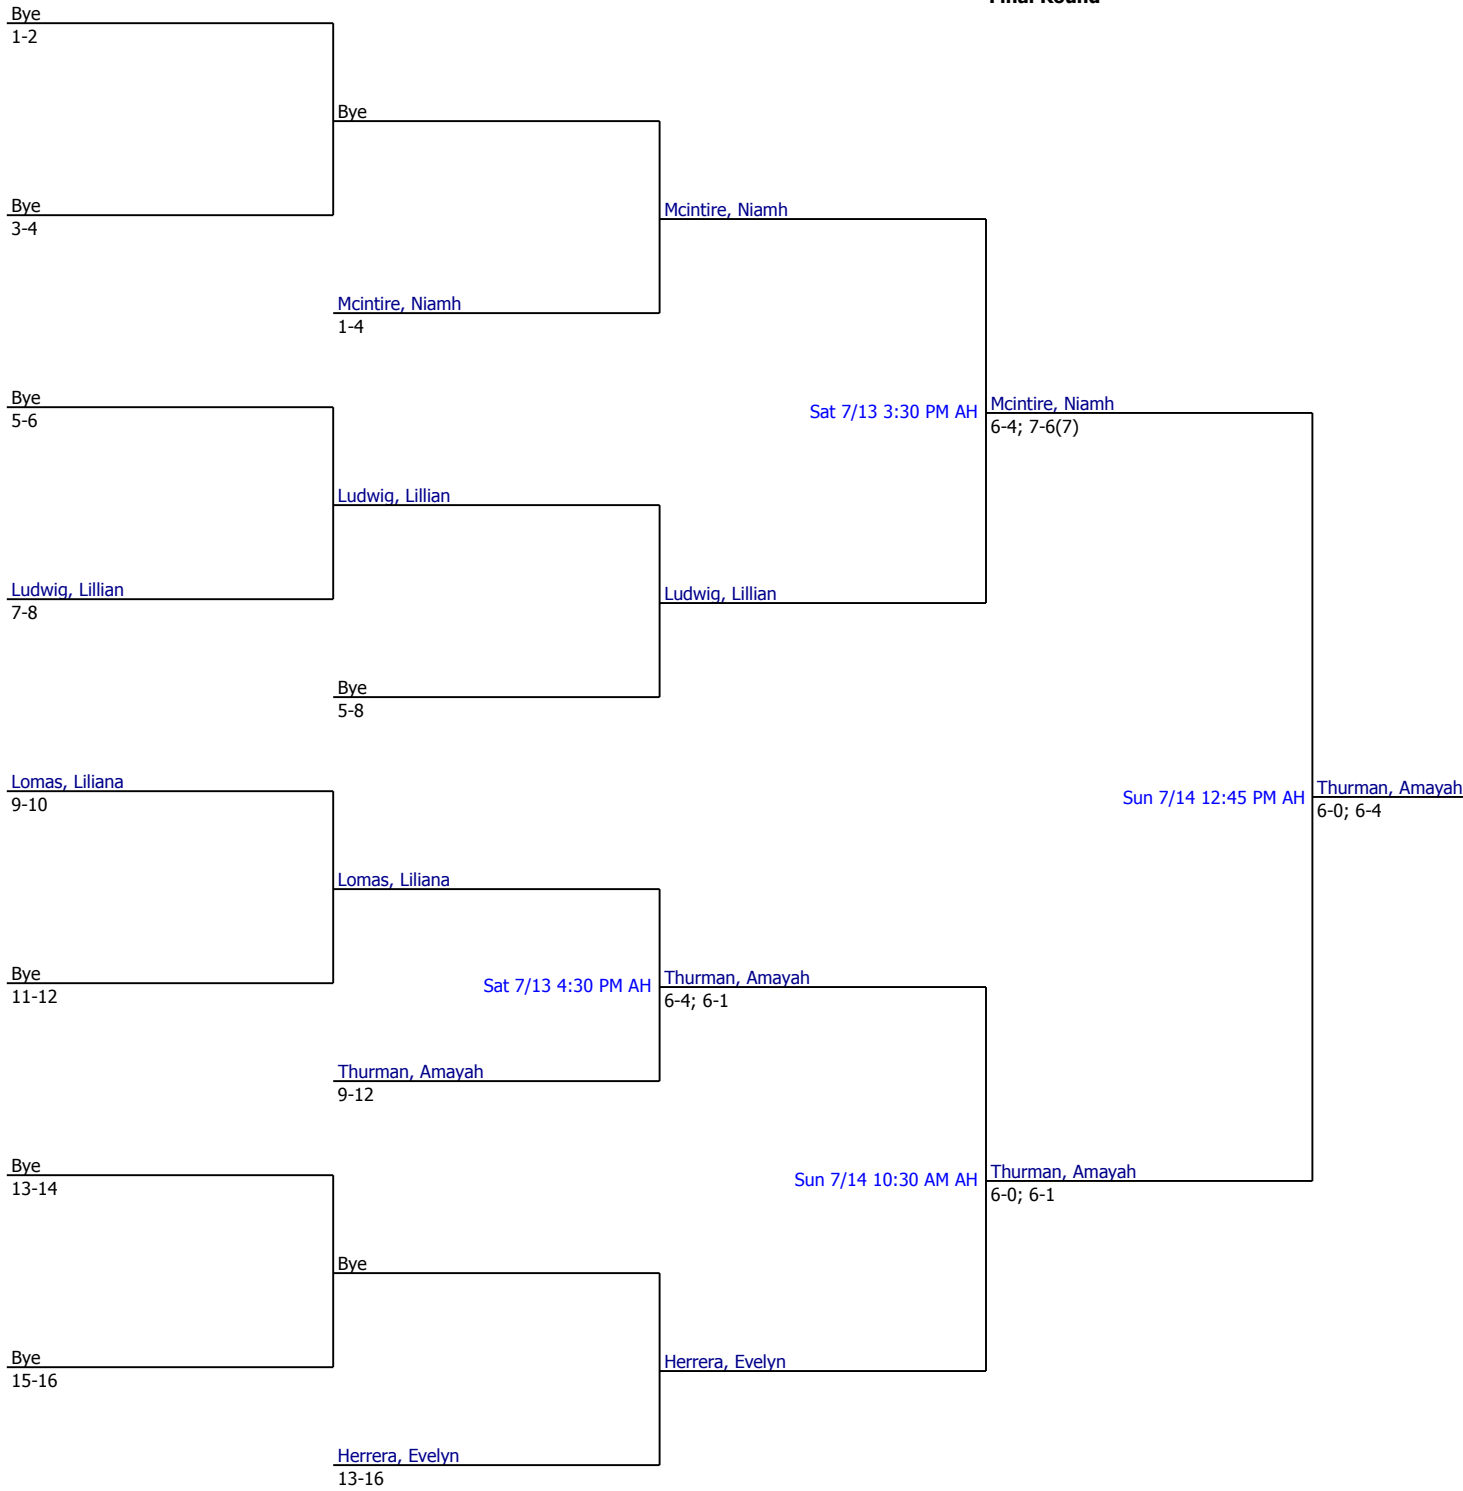 Final Round
Bye
1-2
Bye
Bye
3-4
Mcintire, Niamh
Mcintire, Niamh
1-4
Bye
5-6
Sat 7/13 3:30 PM AH
Mcintire, Niamh
6-4; 7-6(7)
Ludwig, Lillian
Ludwig, Lillian
7-8
Ludwig, Lillian
Bye
5-8
Lomas, Liliana
9-10
Sun 7/14 12:45 PM AH
Thurman, Amayah
6-0; 6-4
Lomas, Liliana
Bye
11-12
Sat 7/13 4:30 PM AH
Thurman, Amayah
6-4; 6-1
Thurman, Amayah
9-12
Bye
13-14
Sun 7/14 10:30 AM AH
Thurman, Amayah
6-0; 6-1
Bye
Bye
15-16
Herrera, Evelyn
Herrera, Evelyn
13-16